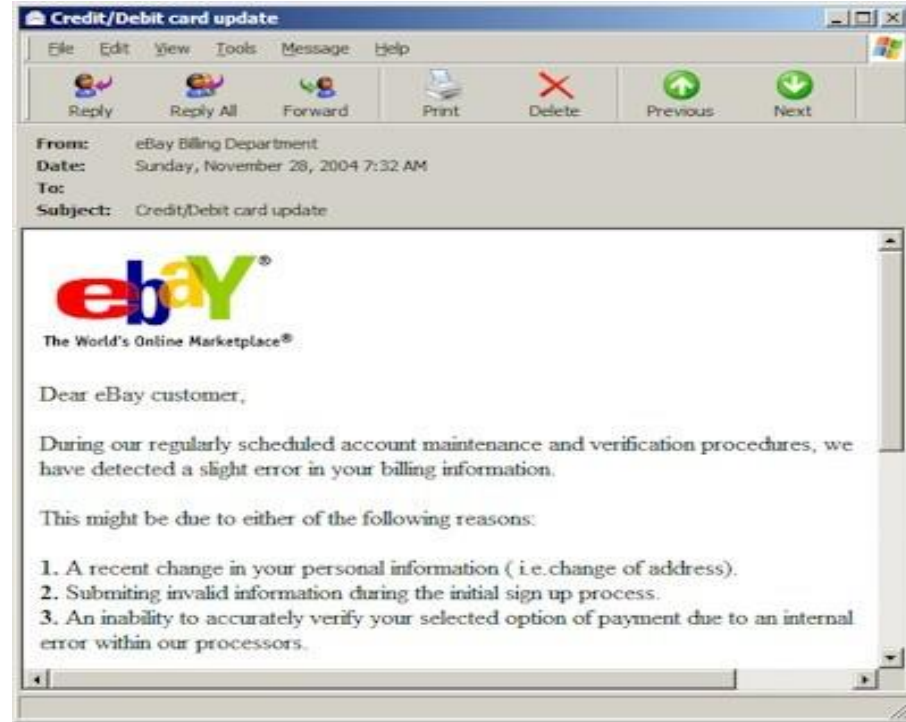 Credit/Debit card update
File Edit View Tools Message Help
Reply Reply All Forward Print Delete Previous Next
From: eBay Billing Department
Date: Sunday, November 28, 2004 7:32 AM
To:
Subject: Credit/Debit card update
ebaY®
The World's Online Marketplace®
Dear eBay customer,
During our regularly scheduled account maintenance and verification procedures, we
have detected a slight error in your billing information.
This might be due to either of the following reasons:
1. A recent change in your personal information ( i.e.change of address).
2. Submiting invalid information during the initial sign up process.
3. An inability to accurately verify your selected option of payment due to an internal
error within our processors.